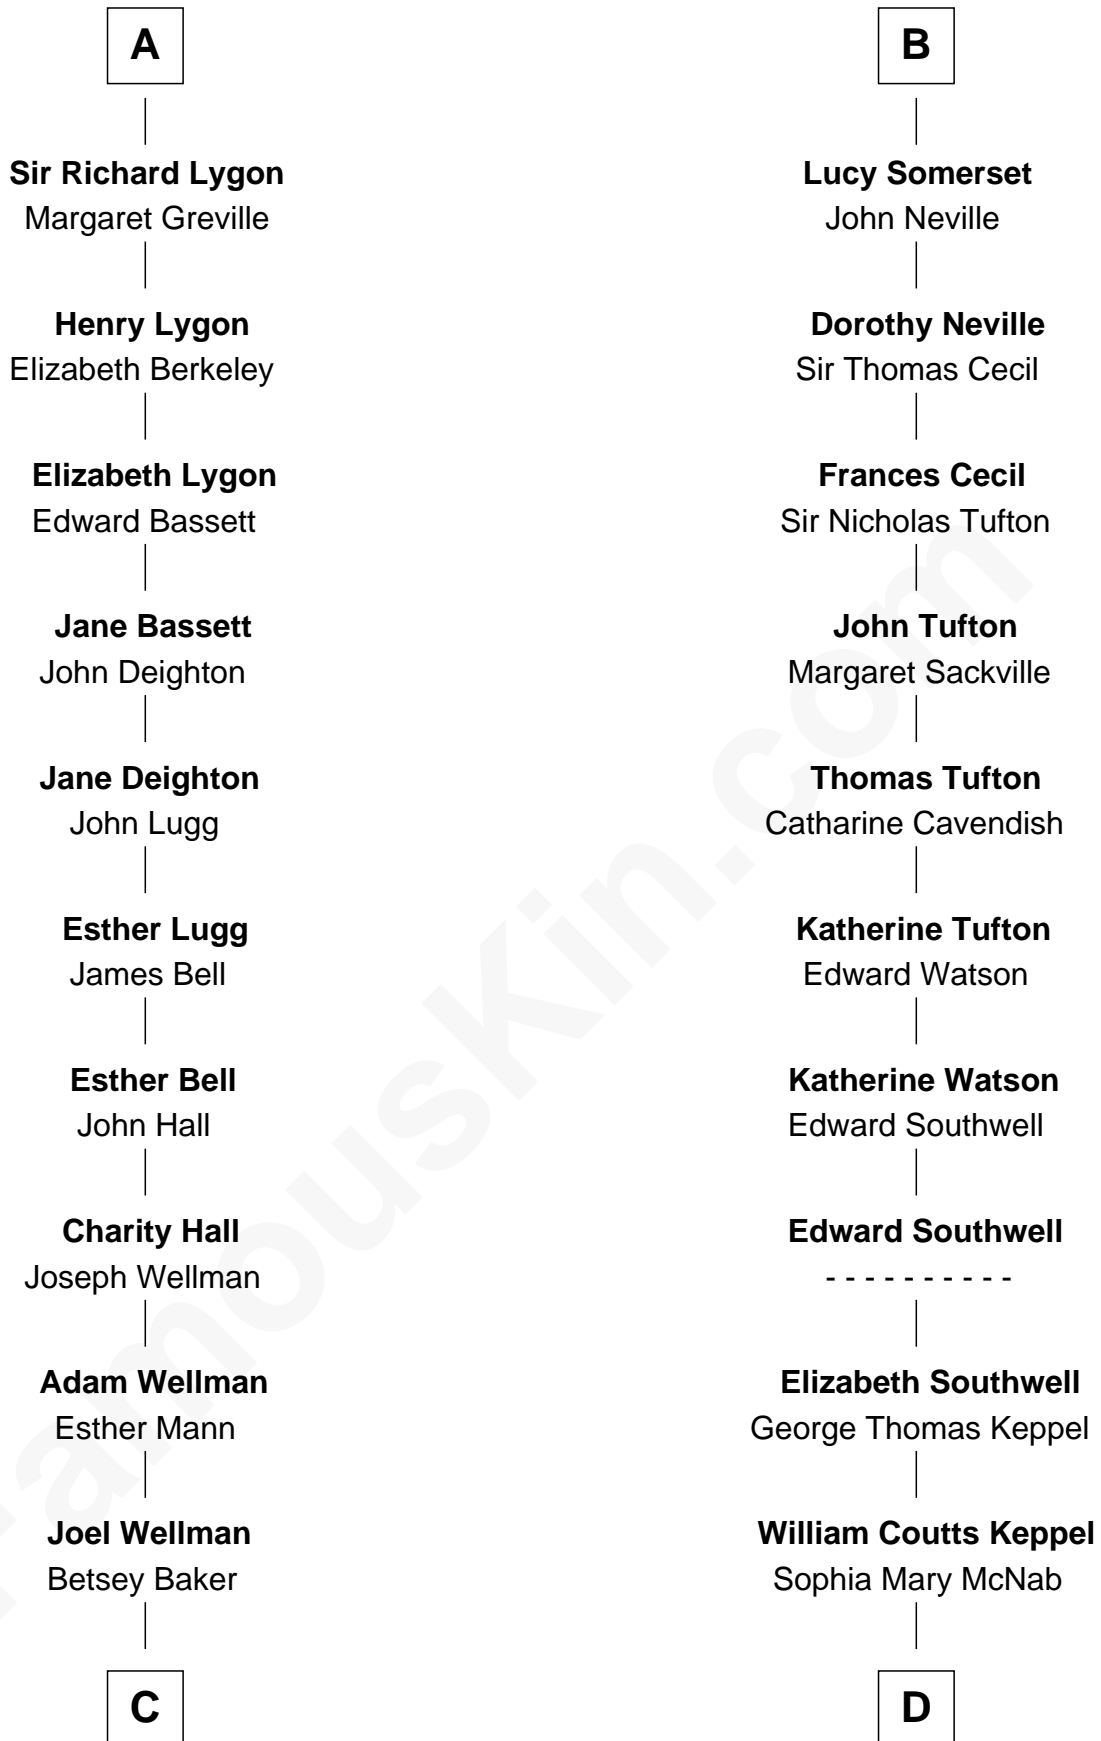 A
Sir Richard Lygon
Margaret Greville
Henry Lygon
Elizabeth Berkeley
Elizabeth Lygon
Edward Bassett
Jane Bassett
John Deighton
Jane Deighton
John Lugg
Esther Lugg
James Bell
Esther Bell
John Hall
Charity Hall
Joseph Wellman
Adam Wellman
Esther Mann
Joel Wellman
Betsey Baker
C
B
Lucy Somerset
John Neville
Dorothy Neville
Sir Thomas Cecil
Frances Cecil
Sir Nicholas Tufton
John Tufton
Margaret Sackville
Thomas Tufton
Catharine Cavendish
Katherine Tufton
Edward Watson
Katherine Watson
Edward Southwell
Edward Southwell
- - - - - - - - - -
Elizabeth Southwell
George Thomas Keppel
William Coutts Keppel
Sophia Mary McNab
D
FamousKin.com